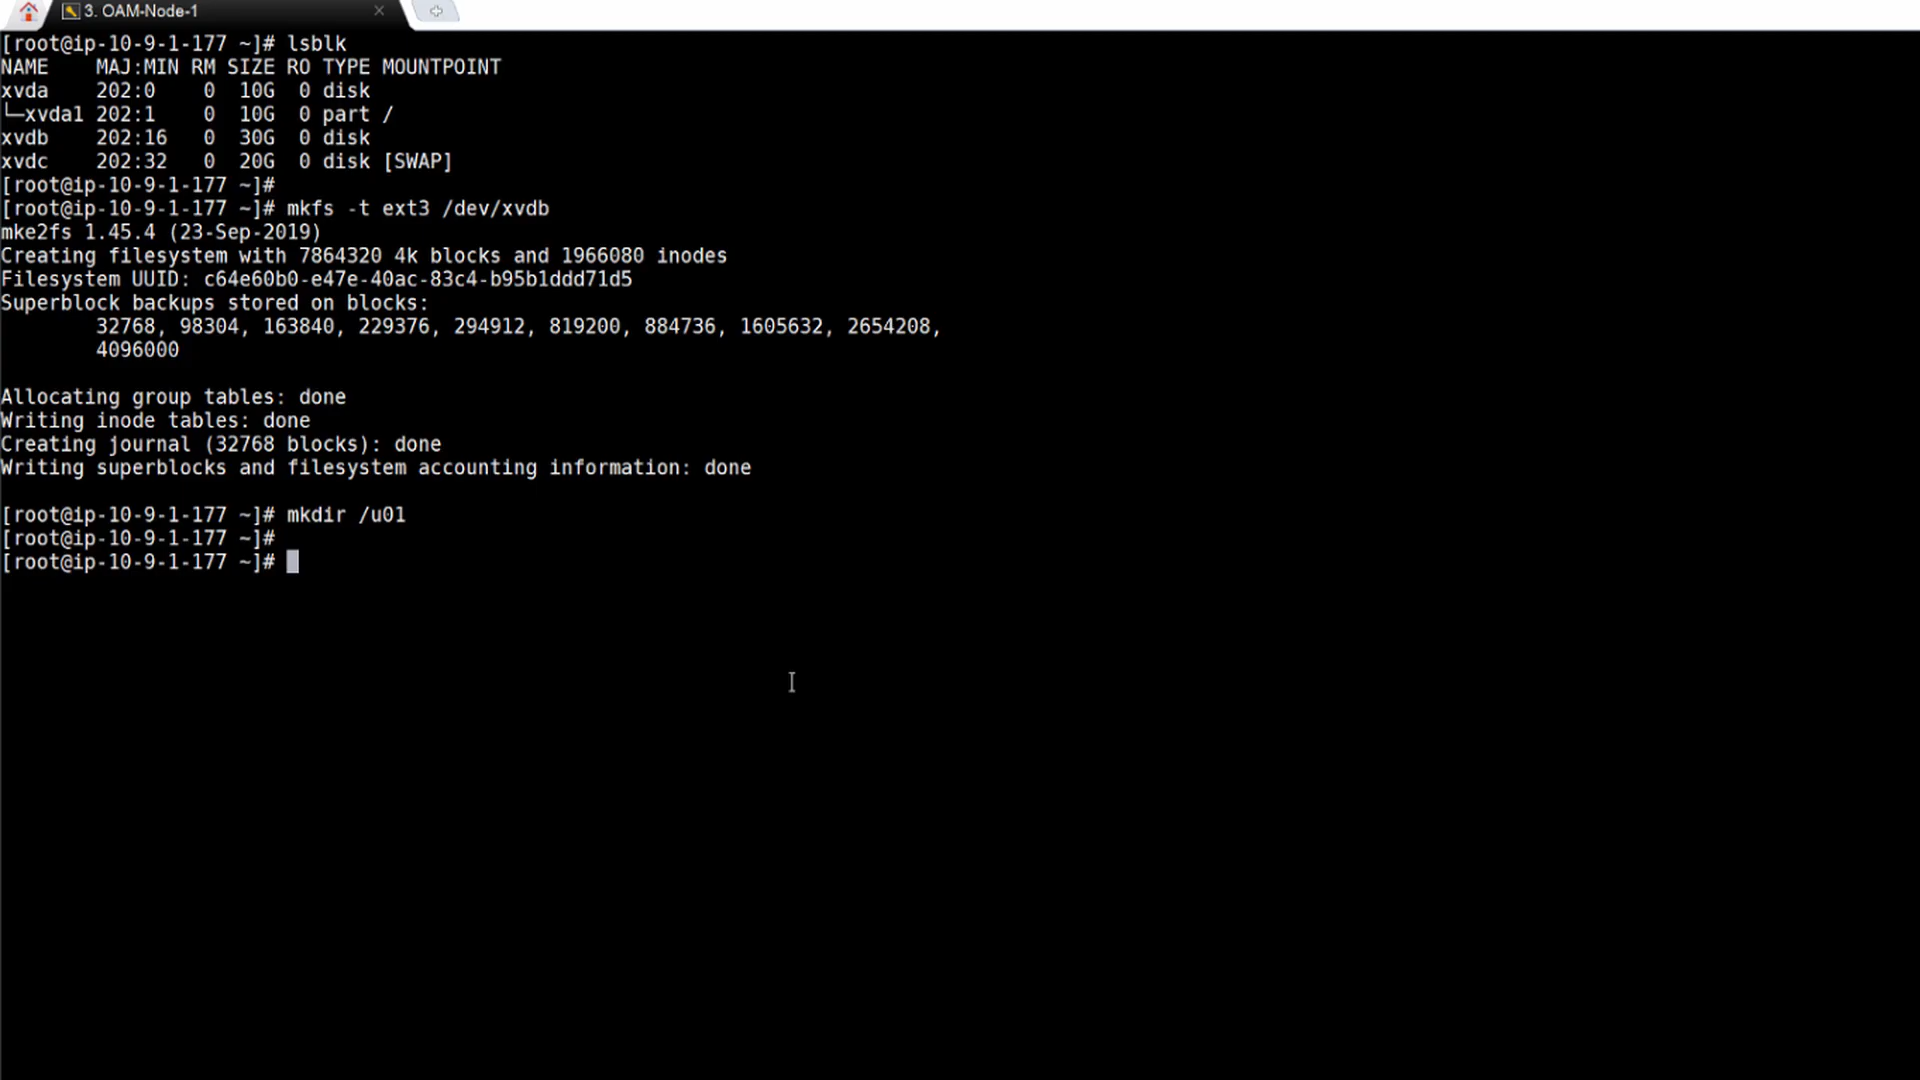 3. OAM-Node-1
[root@ip-10-9-1-177 ~]# lsblk
NAME    MAJ:MIN RM SIZE RO TYPE MOUNTPOINT
xvda    202:0    0  10G  0 disk
└─xvda1 202:1    0  10G  0 part /
xvdb    202:16   0  30G  0 disk
xvdc    202:32   0  20G  0 disk [SWAP]
[root@ip-10-9-1-177 ~]#
[root@ip-10-9-1-177 ~]# mkfs -t ext3 /dev/xvdb
mke2fs 1.45.4 (23-Sep-2019)
Creating filesystem with 7864320 4k blocks and 1966080 inodes
Filesystem UUID: c64e60b0-e47e-40ac-83c4-b95b1ddd71d5
Superblock backups stored on blocks:
        32768, 98304, 163840, 229376, 294912, 819200, 884736, 1605632, 2654208,
        4096000
Allocating group tables: done
Writing inode tables: done
Creating journal (32768 blocks): done
Writing superblocks and filesystem accounting information: done
[root@ip-10-9-1-177 ~]# mkdir /u01
[root@ip-10-9-1-177 ~]#
[root@ip-10-9-1-177 ~]#